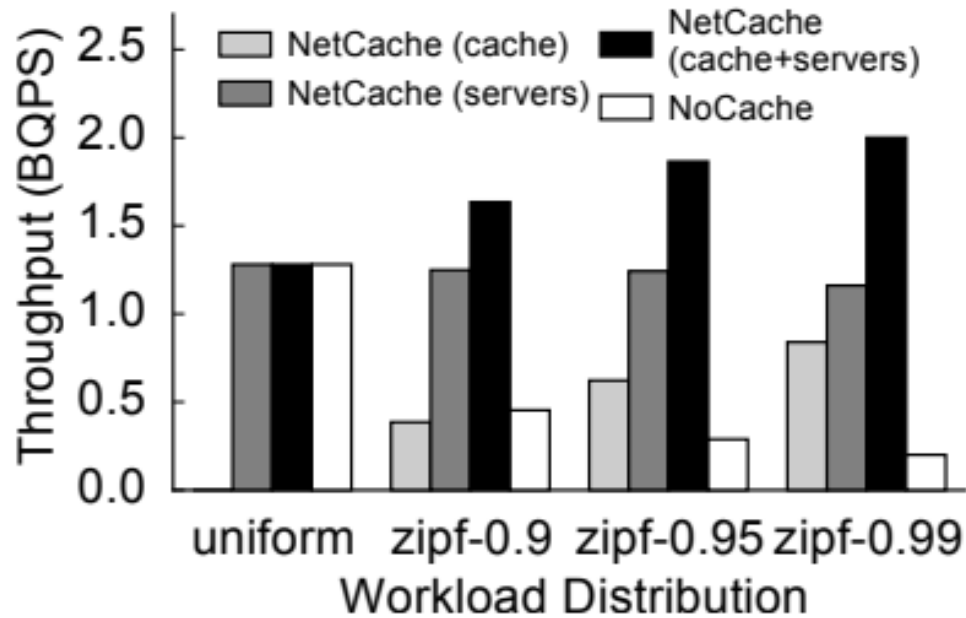 Throughput (BQPS)
2.5
2.0
1.5
1.0
0.5
0.0
NetCache (cache)
NetCache (servers)
NetCache
(cache+servers)
NoCache
uniform zipf-0.9 zipf-0.95 zipf-0.99
Workload Distribution